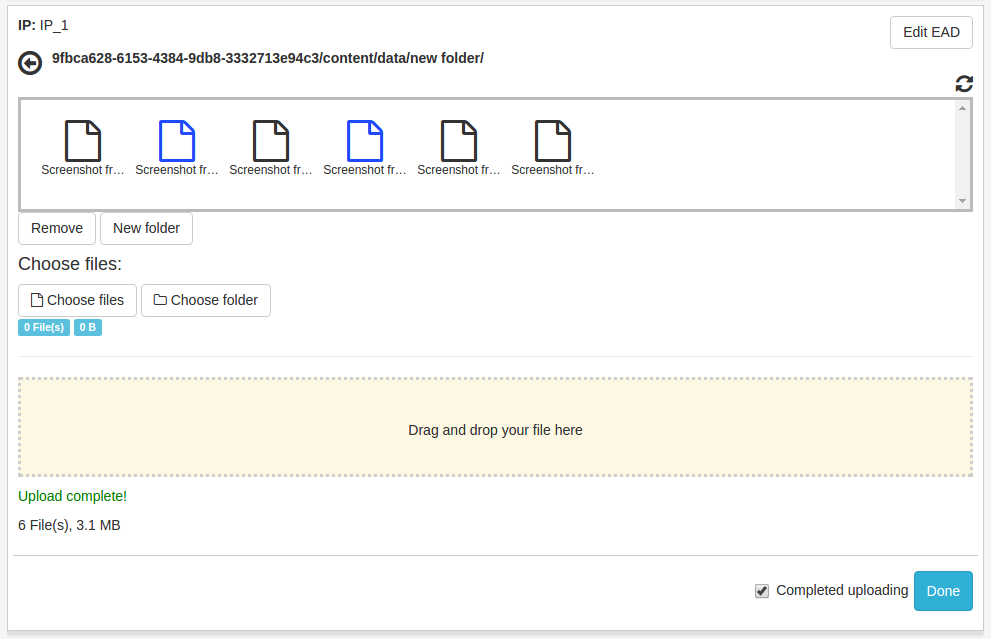 IP: IP_1
Edit EAD
9fbca628-6153-4384-9db8-3332713e94c3/content/data/new folder/
Screenshot fr... Screenshot fr... Screenshot fr... Screenshot fr... Screenshot fr... Screenshot fr...
Remove New folder
Choose files:
Choose files Choose folder
0 File(s) 0 B
Drag and drop your file here
Upload complete!
6 File(s), 3.1 MB
Completed uploading Done